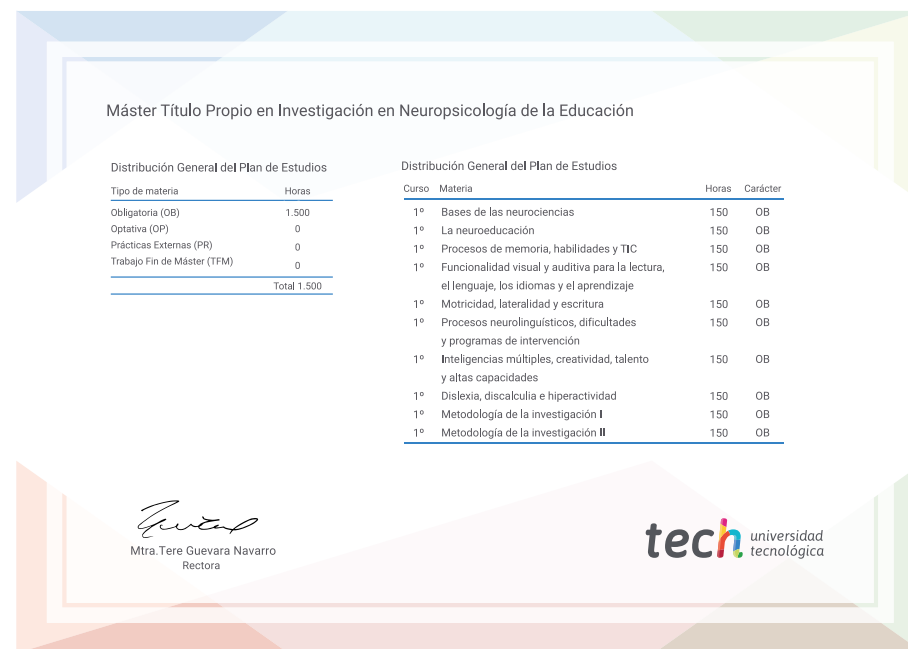 Máster Título Propio en Investigación en Neuropsicología de la Educación
Distribución General del Plan de Estudios
Tipo de materia Horas
Obligatoria (OB) 1.500
Optativa (OP) 0
Prácticas Externas (PR) 0
Trabajo Fin de Máster (TFM) 0
Total 1.500
Distribución General del Plan de Estudios
Curso Materia Horas Carácter
1º Bases de las neurociencias 150 OB
1º La neuroeducación 150 OB
1º Procesos de memoria, habilidades y TIC 150 OB
1º Funcionalidad visual y auditiva para la lectura, 150 OB
el lenguaje, los idiomas y el aprendizaje
1º Motricidad, lateralidad y escritura 150 OB
1º Procesos neurolinguísticos, dificultades 150 OB
y programas de intervención
1º Inteligencias múltiples, creatividad, talento 150 OB
y altas capacidades
1º Dislexia, discalculia e hiperactividad 150 OB
1º Metodología de la investigación I 150 OB
1º Metodología de la investigación II 150 OB
Mtra.Tere Guevara Navarro
Rectora
tech universidad
tecnológica